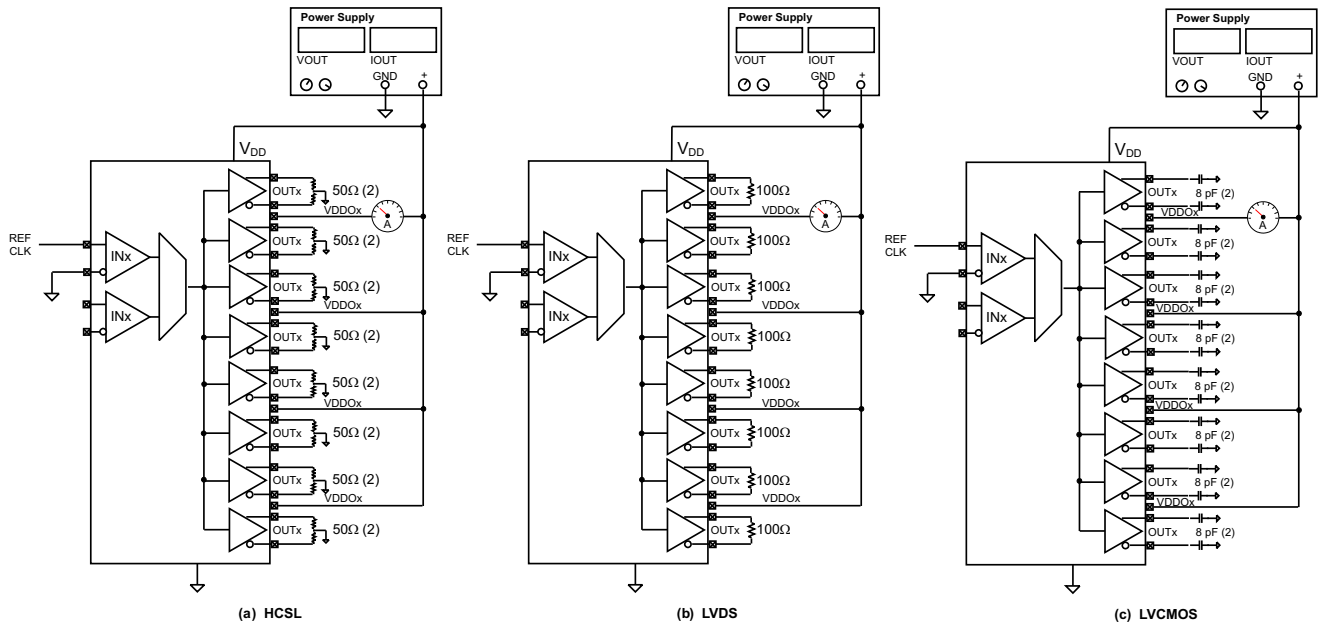 Power Supply
VOUT IOUT
GND +
VDD
OUTx 50Ω (2)
VDDOx
A
OUTx 50Ω (2)
REF
CLK
INx
OUTx 50Ω (2)
VDDOx
INx
OUTx 50Ω (2)
OUTx 50Ω (2)
VDDOx
OUTx 50Ω (2)
OUTx 50Ω (2)
VDDOx
OUTx 50Ω (2)
(a) HCSL
Power Supply
VOUT IOUT
GND +
VDD
OUTx 100Ω
VDDOx
A
OUTx 100Ω
REF
CLK
INx
OUTx 100Ω
VDDOx
INx
OUTx 100Ω
OUTx 100Ω
VDDOx
OUTx 100Ω
OUTx 100Ω
VDDOx
OUTx 100Ω
(b) LVDS
Power Supply
VOUT IOUT
GND +
VDD
OUTx 8 pF (2)
VDDOx
A
OUTx 8 pF (2)
REF
CLK
INx
OUTx 8 pF (2)
VDDOx
INx
OUTx 8 pF (2)
OUTx 8 pF (2)
VDDOx
OUTx 8 pF (2)
OUTx 8 pF (2)
VDDOx
OUTx 8 pF (2)
(c) LVCMOS